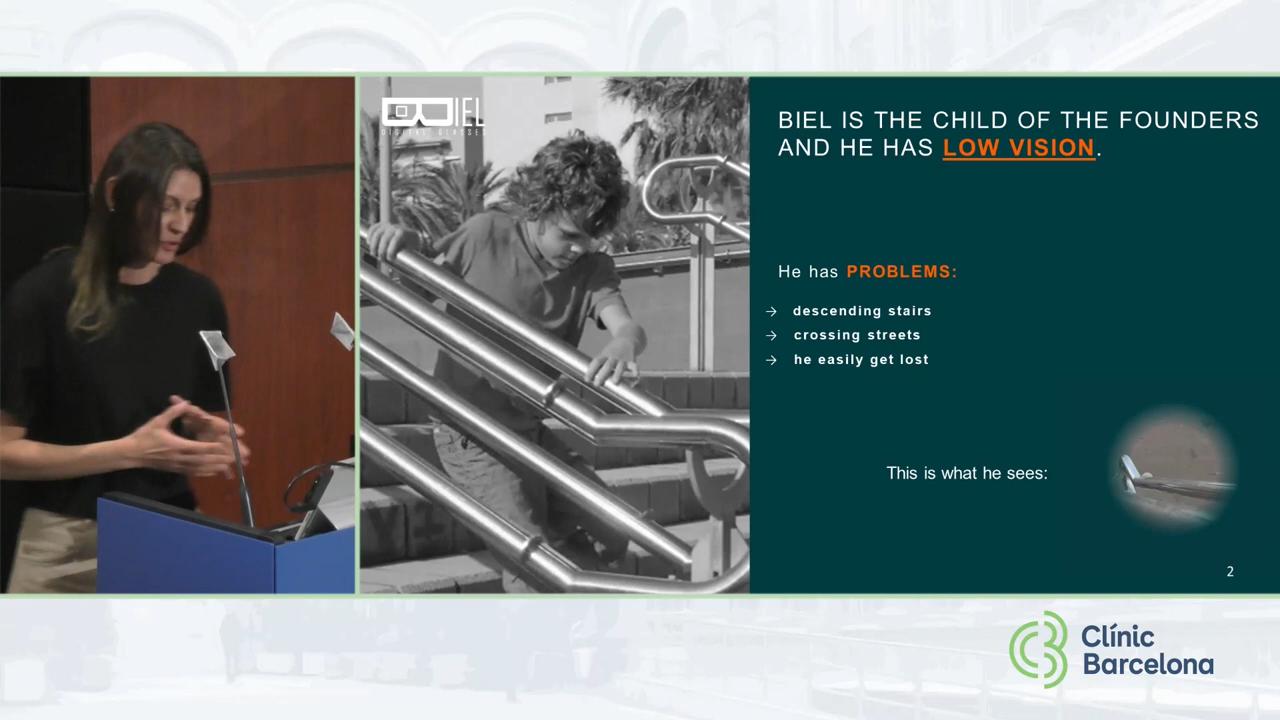 BIEL
DIGITAL GLASSES
BIEL IS THE CHILD OF THE FOUNDERS
AND HE HAS LOW VISION.
He has PROBLEMS:
→ descending stairs
→ crossing streets
→ he easily get lost
This is what he sees:
2
Clínic
Barcelona